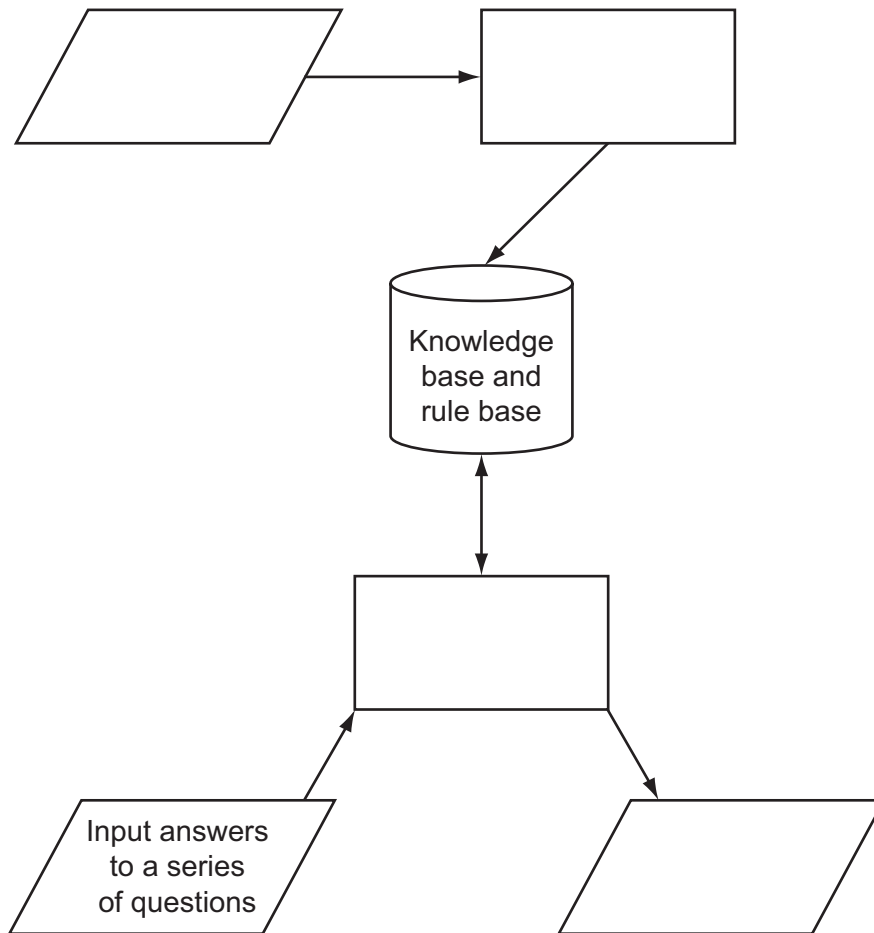 Knowledge
base and
rule base
Input answers
to a series
of questions